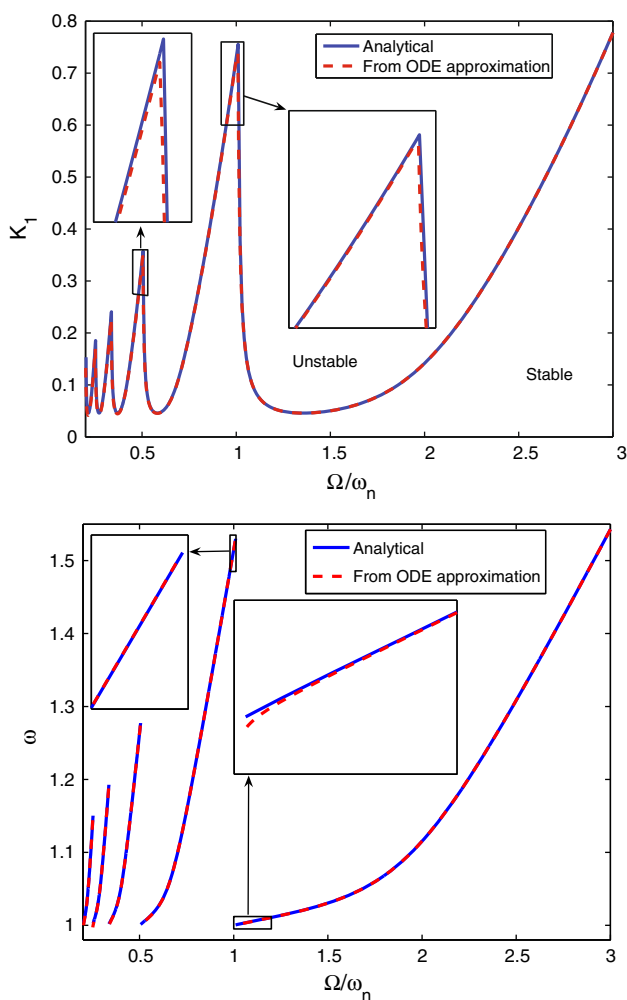 0.8
0.7
0.6
0.5
0.4
0.3
0.2
0.1
0
K1
Analytical
From ODE approximation
Unstable
Stable
0.5 1 1.5 2 2.5 3
Ω/ωn
1.5
1.4
1.3
1.2
1.1
1
ω
Analytical
From ODE approximation
0.5 1 1.5 2 2.5 3
Ω/ωn